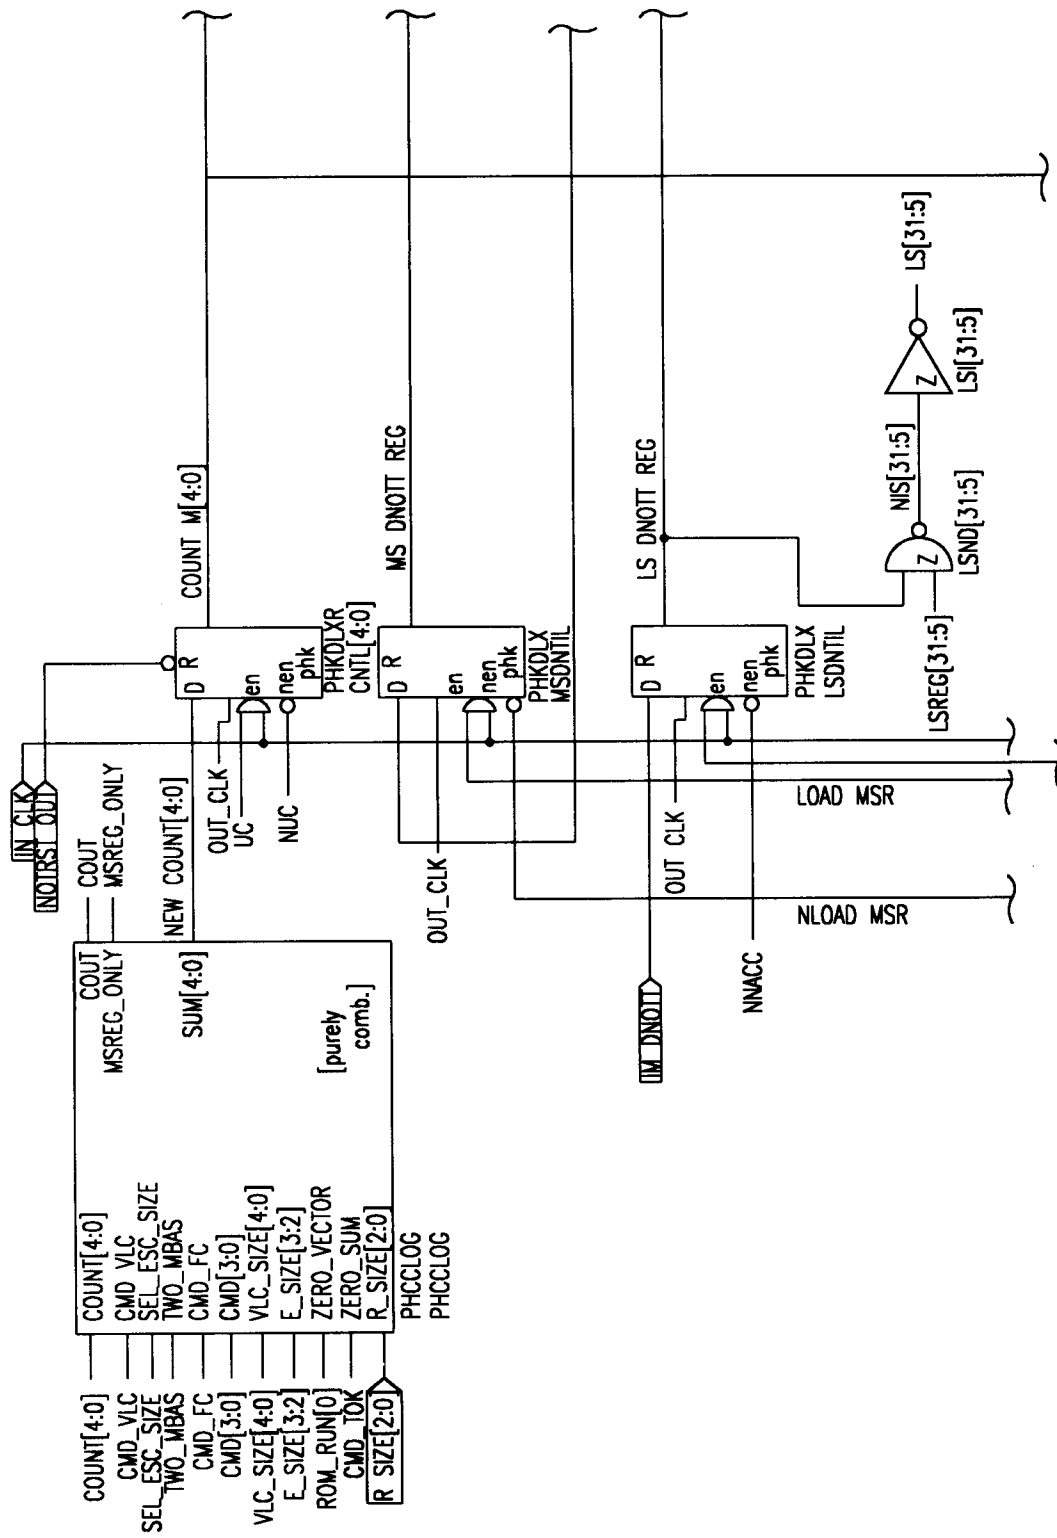 IN_CLK
NOTRST_OUT
COUT
MSREG_ONLY
COUT
MSREG_ONLY
NEW COUNT[4:0]
SUM[4:0]
[purely
comb.]
COUNT[4:0]
CMD_VLC
SEL_ESC_SIZE
TWO_MBAS
CMD_FC
CMD[3:0]
VLC_SIZE[4:0]
E_SIZE[3:2]
ROM_RUN[0]
CMD_TOK
R_SIZE[2:0]
COUNT[4:0]
CMD VLC
SEL_ESC_SIZE
TWO_MBAS
CMD_FC
CMD[3:0]
VLC_SIZE[4:0]
E_SIZE[3:2]
ZERO_VECTOR
ZERO_SUM
R_SIZE[2:0]
PHCCLOG
PHCCLOG
OUT_CLK
UC
NUC
D R
en
nen
phk
PHKDLXR
CNTL[4:0]
COUNT M[4:0]
OUT_CLK
D R
en
nen
phk
PHKDLX
MSDNTIL
MS DNOTT REG
IM DNOTT
OUT CLK
NNACC
D R
en
nen
phk
PHKDLX
LSDNTIL
LS DNOTT REG
LOAD MSR
NLOAD MSR
LSREG[31:5]
Z
LSND[31:5]
NIS[31:5]
Z
LSI[31:5]
LS[31:5]